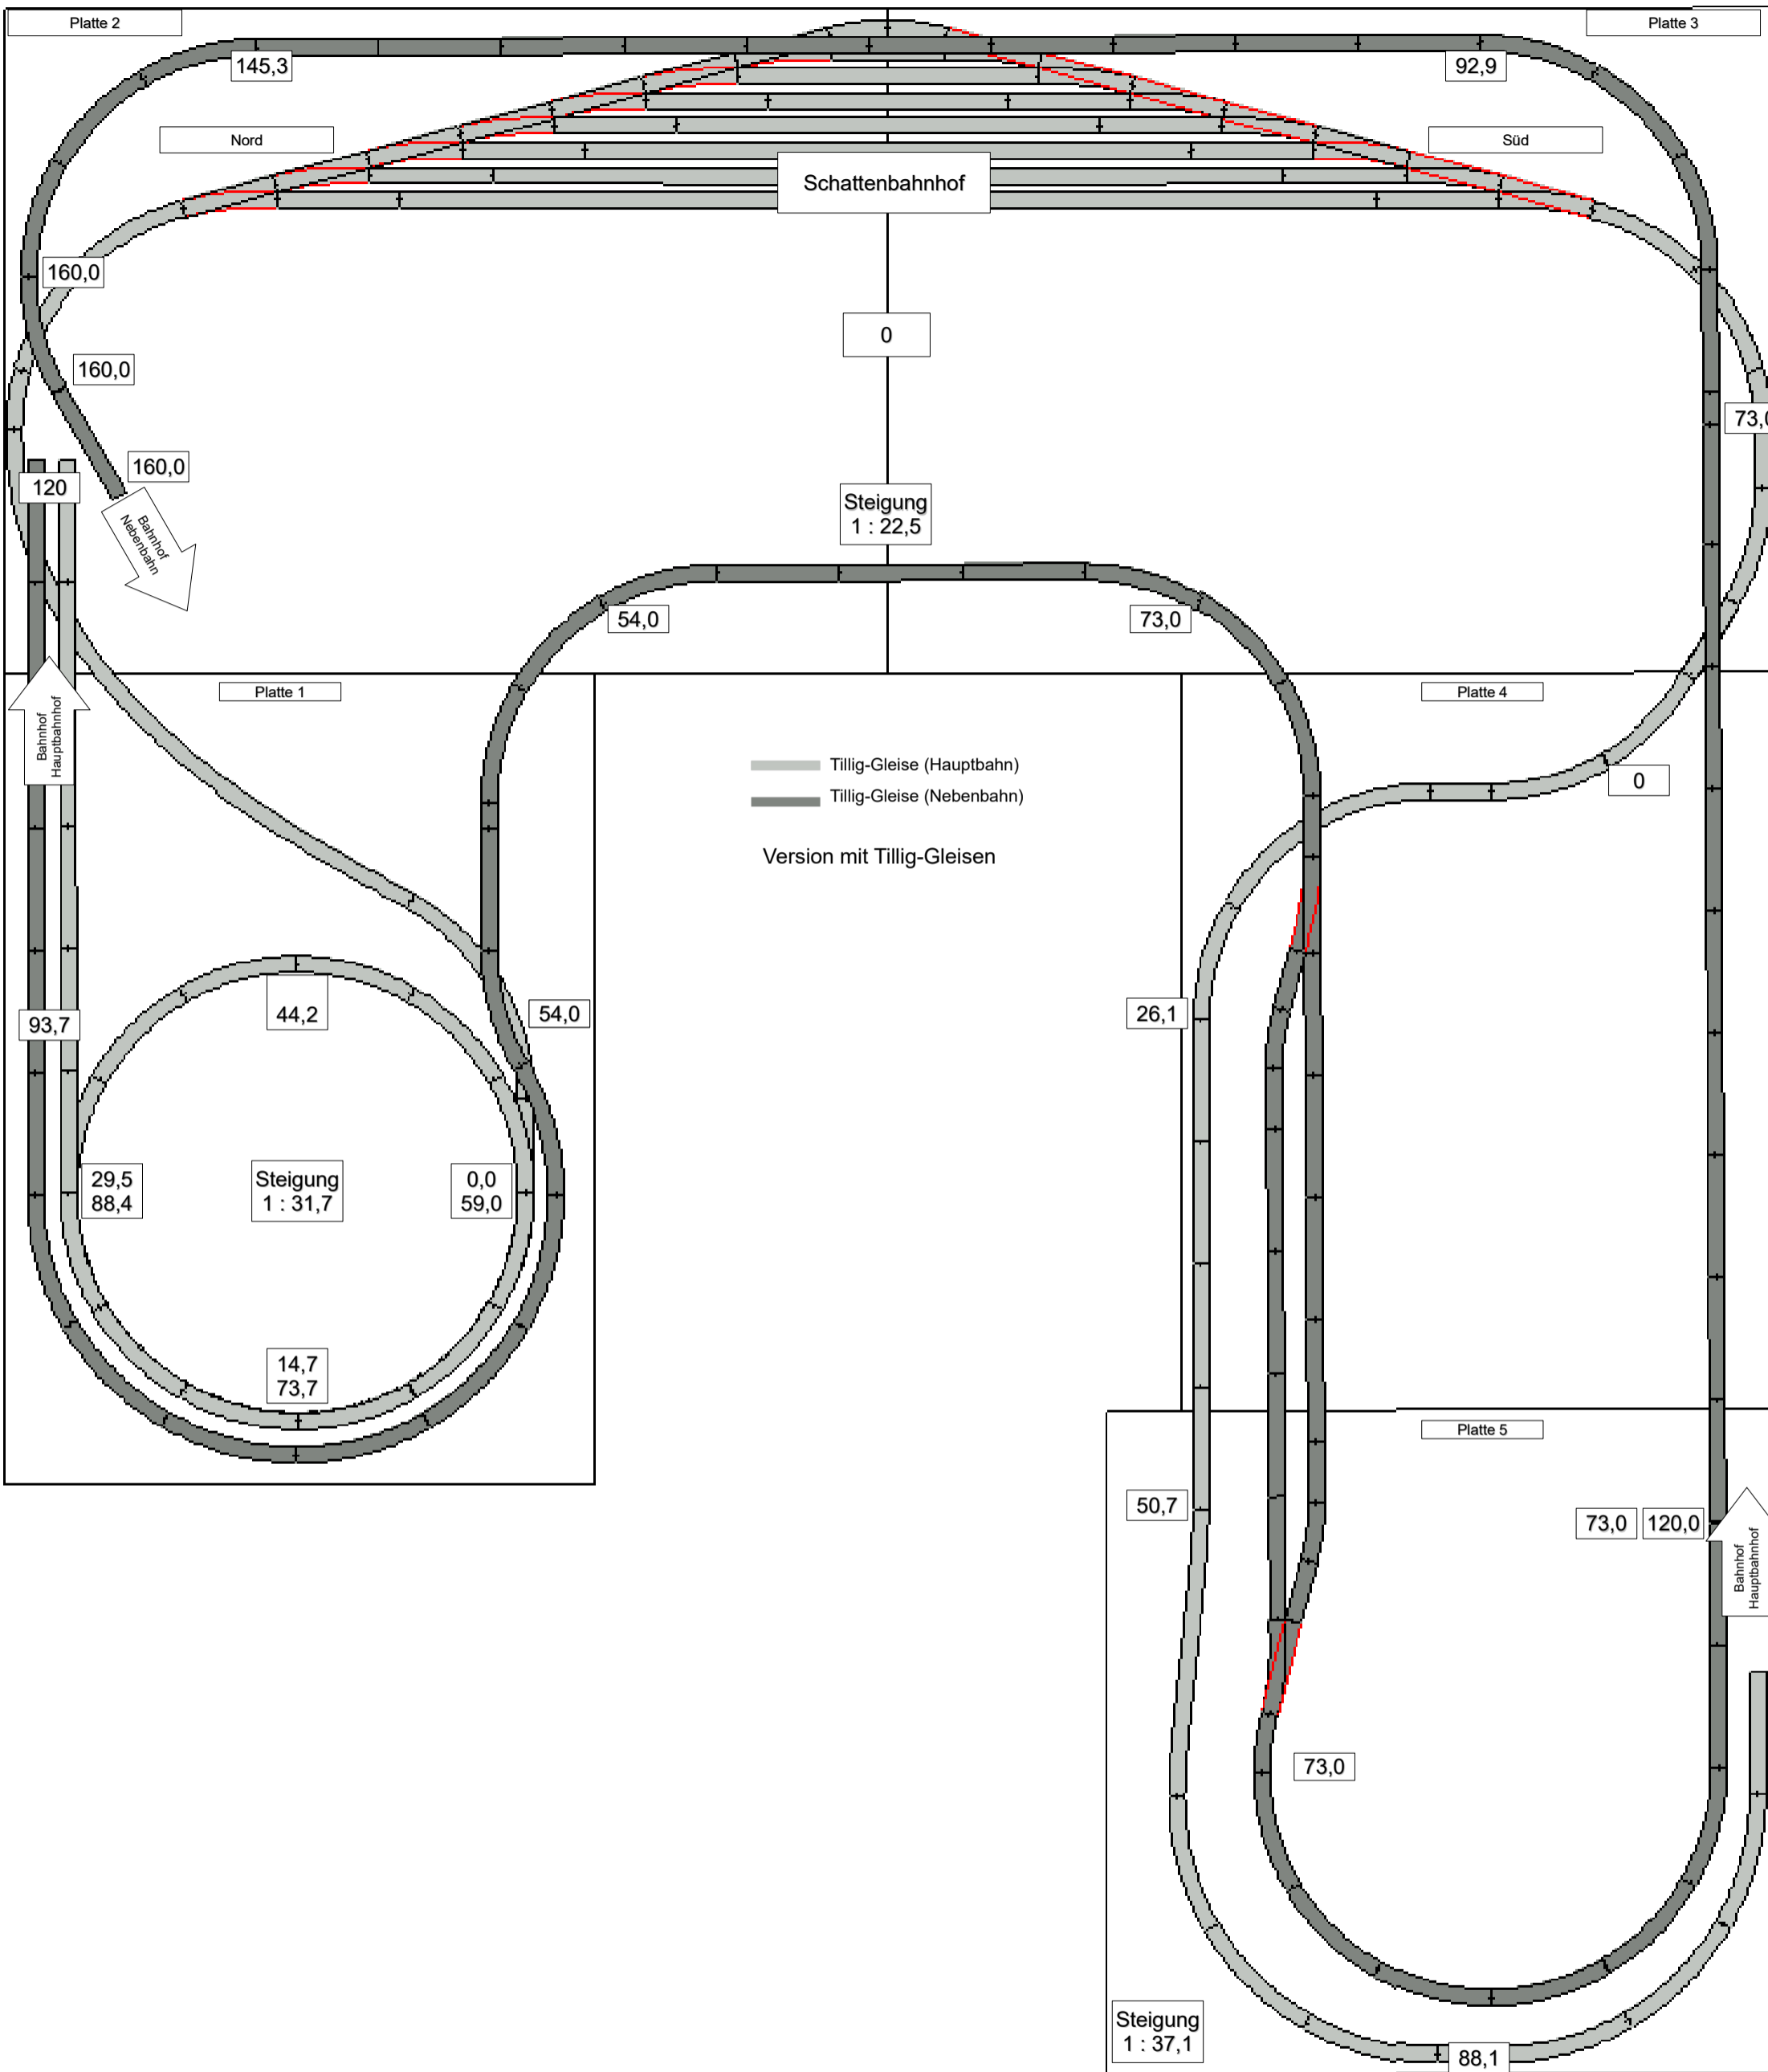 Platte 2
Platte 3
145,3
92,9
Nord
Süd
Schattenbahnhof
160,0
0
160,0
73,0
160,0
120
Steigung
1 : 22,5
Bahnhof
Nebenbahn
54,0
73,0
Platte 1
Platte 4
Bahnhof
Hauptbahnhof
Tillig-Gleise (Hauptbahn)
0
Tillig-Gleise (Nebenbahn)
Version mit Tillig-Gleisen
44,2
54,0
26,1
93,7
29,5
88,4
Steigung
1 : 31,7
0,0
59,0
14,7
73,7
Platte 5
50,7
73,0
120,0
Bahnhof
Hauptbahnhof
73,0
Steigung
1 : 37,1
88,1